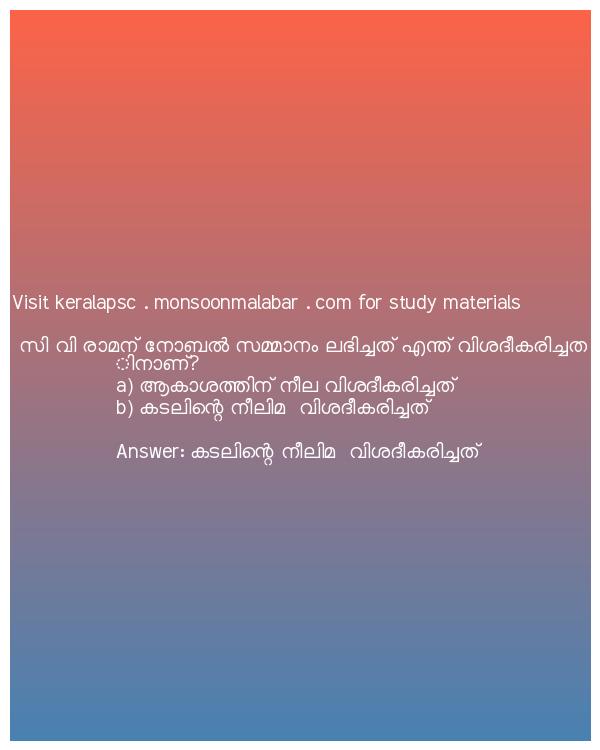 Visit keralapsc . monsoonmalabar . com for study materials
സി വി രാമന് നോബൽ സമ്മാനം ലഭിച്ചത് എന്ത് വിശദീകരിച്ചത
ിനാണ്?
a) ആകാശത്തിന് നീല വിശദീകരിച്ചത്
b) കടലിന്റെ നീലിമ  വിശദീകരിച്ചത്
Answer: കടലിന്റെ നീലിമ  വിശദീകരിച്ചത്